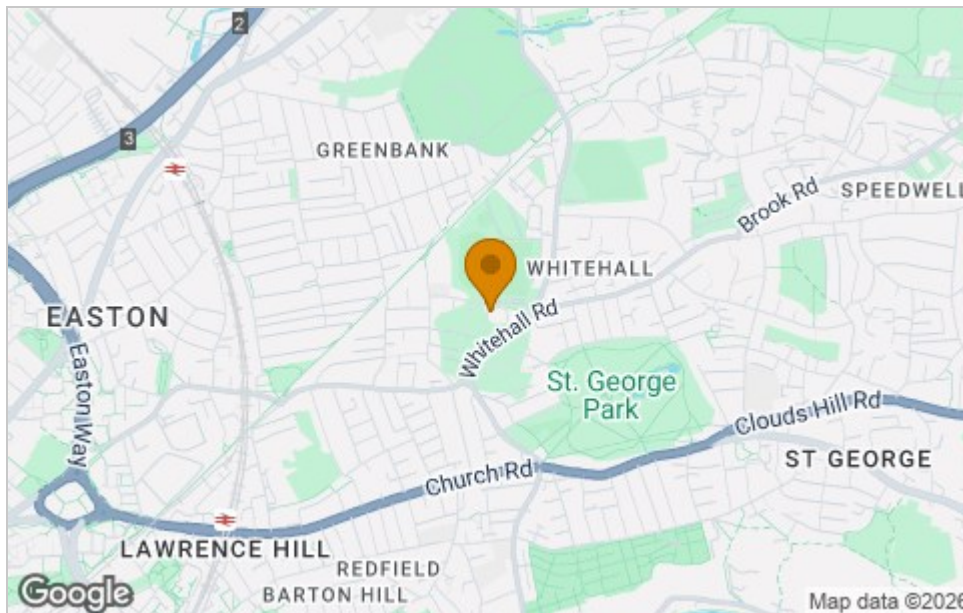 2
3
GREENBANK
Brook Rd
SPEEDWELL
WHITEHALL
EASTON
Whitehall Rd
Easton Way
St. George
Park
Clouds Hill Rd
Church Rd
ST GEORGE
LAWRENCE HILL
REDFIELD
BARTON HILL
Google
Map data ©2026